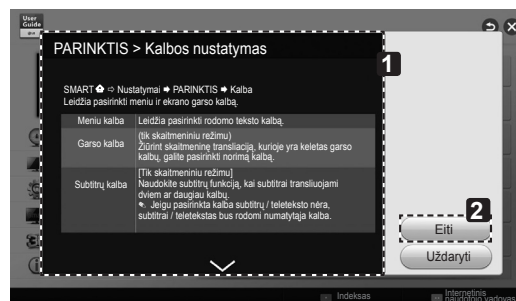 User
Guide
PARINKTIS > Kalbos nustatymas
1
SMART ⇨ Nustatymai ➡ PARINKTIS ➡ Kalba
Leidžia pasirinkti meniu ir ekrano garso kalbą.
Meniu kalba Leidžia pasirinkti rodomo teksto kalbą.
Garso kalba (tik skaitmeniniu režimu)
Žiūrint skaitmeninę transliaciją, kurioje yra keletas garso
kalbų, galite pasirinkti norimą kalbą.
Subtitrų kalba [Tik skaitmeniniu režimu]
Naudokite subtitrų funkciją, kai subtitrai transliuojami
dviem ar daugiau kalbų.
Jeigu pasirinkta kalba subtitrų / teleteksto nėra,
subtitrai / teletekstas bus rodomi numatytąja kalba.
2
Eiti
Uždaryti
Indeksas
Internetinis
naudotojo vadovas